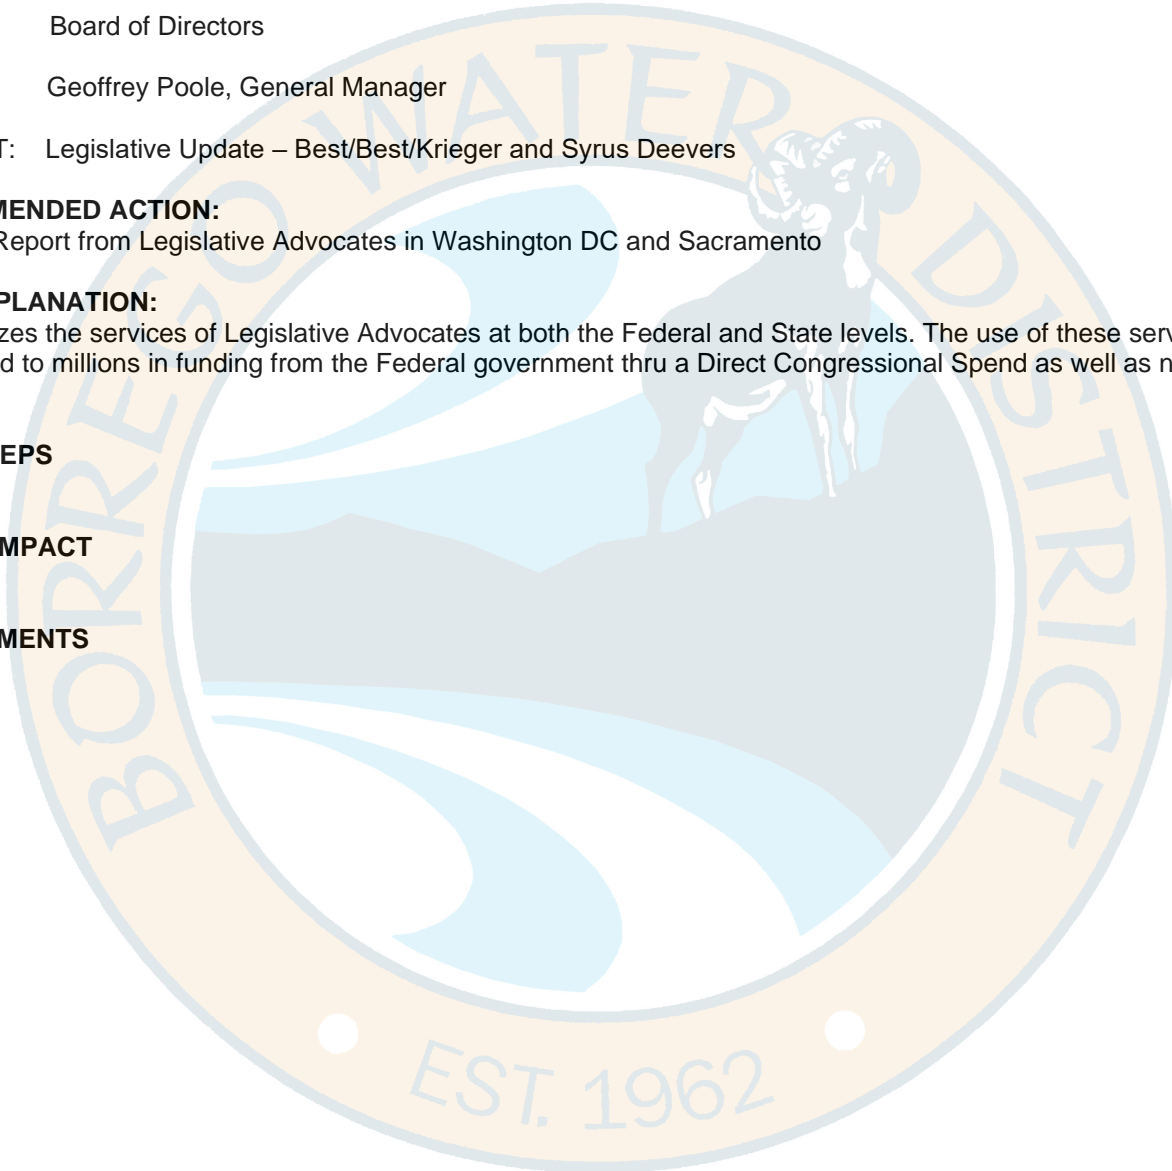 Board of Directors
Geoffrey Poole, General Manager
T: Legislative Update – Best/Best/Krieger and Syrus Deevers
MENDED ACTION:
Report from Legislative Advocates in Washington DC and Sacramento
PLANATION:
zes the services of Legislative Advocates at both the Federal and State levels. The use of these serv
d to millions in funding from the Federal government thru a Direct Congressional Spend as well as n
EPS
MPACT
MENTS
BORREGO WATER DISTRICT
EST. 1962